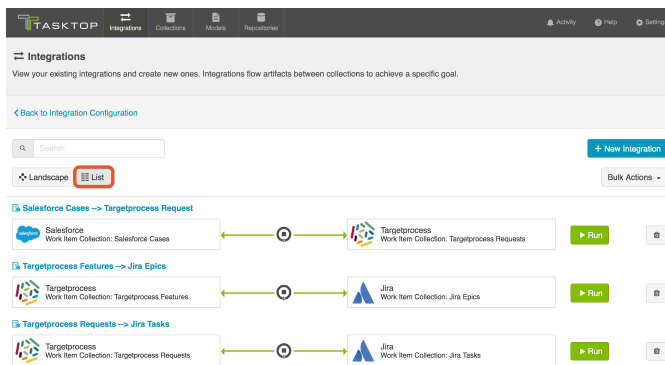 TASKTOP
Integrations
Collections
Models
Repositories
Activity
Help
Settings
Integrations
View your existing integrations and create new ones. Integrations flow artifacts between collections to achieve a specific goal.
Back to Integration Configuration
Search
+ New Integration
Landscape
List
Bulk Actions
Salesforce Cases --> Targetprocess Request
salesforce
Salesforce
Work Item Collection: Salesforce Cases
Targetprocess
Work Item Collection: Targetprocess Requests
Run
Targetprocess Features --> Jira Epics
Targetprocess
Work Item Collection: Targetprocess Features
Jira
Work Item Collection: Jira Epics
Run
Targetprocess Requests --> Jira Tasks
Targetprocess
Work Item Collection: Targetprocess Requests
Jira
Work Item Collection: Jira Tasks
Run